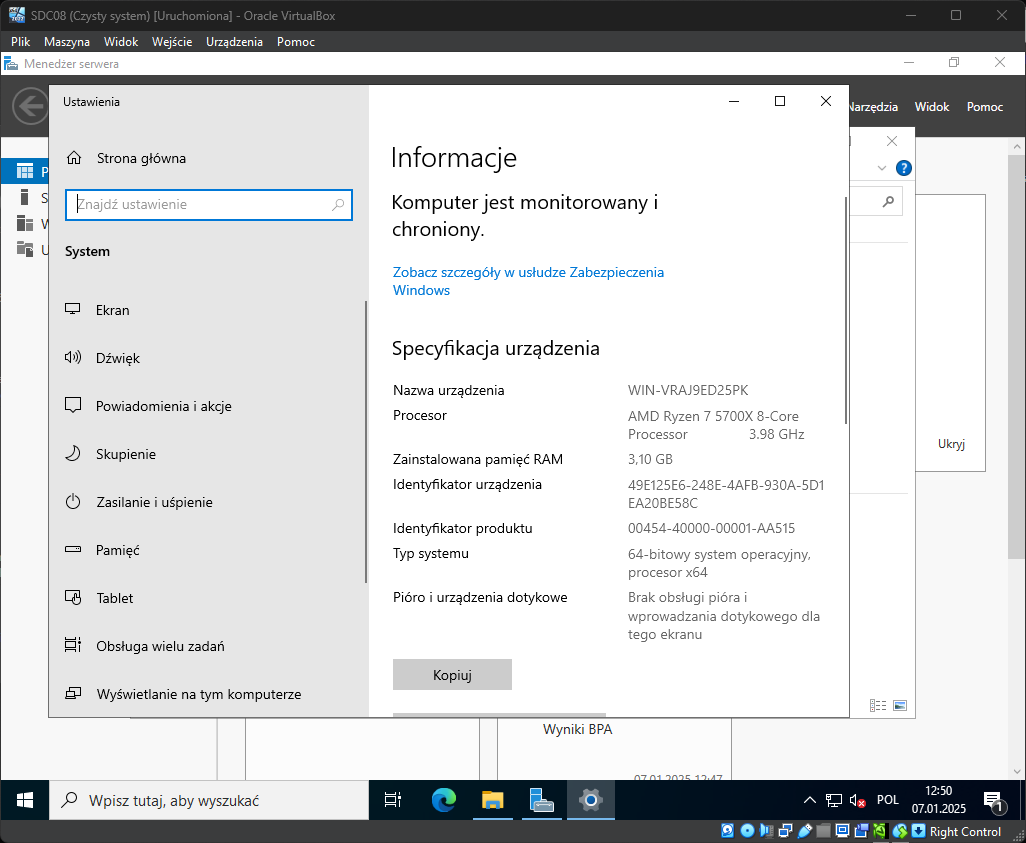 SDC08 (Czysty system) [Uruchomiona] - Oracle VirtualBox
Plik Maszyna Widok Wejście Urządzenia Pomoc
Menedżer serwera
Narzędzia Widok Pomoc
Ustawienia
Strona główna
Znajdź ustawienie
System
Ekran
Dźwięk
Powiadomienia i akcje
Skupienie
Zasilanie i uśpienie
Pamięć
Tablet
Obsługa wielu zadań
Wyświetlanie na tym komputerze
P
S
W
U
Informacje
Komputer jest monitorowany i
chroniony.
Zobacz szczegóły w usłudze Zabezpieczenia
Windows
Specyfikacja urządzenia
Nazwa urządzenia WIN-VRAJ9ED25PK
Procesor AMD Ryzen 7 5700X 8-Core
Processor 3.98 GHz
Zainstalowana pamięć RAM 3,10 GB
Identyfikator urządzenia 49E125E6-248E-4AFB-930A-5D1
EA20BE58C
Identyfikator produktu 00454-40000-00001-AA515
Typ systemu 64-bitowy system operacyjny,
procesor x64
Pióro i urządzenia dotykowe Brak obsługi pióra i
wprowadzania dotykowego dla
tego ekranu
Kopiuj
?
Ukryj
Wyniki BPA
07.01.2025 12:47
Wpisz tutaj, aby wyszukać
POL
12:50
07.01.2025
1
Right Control